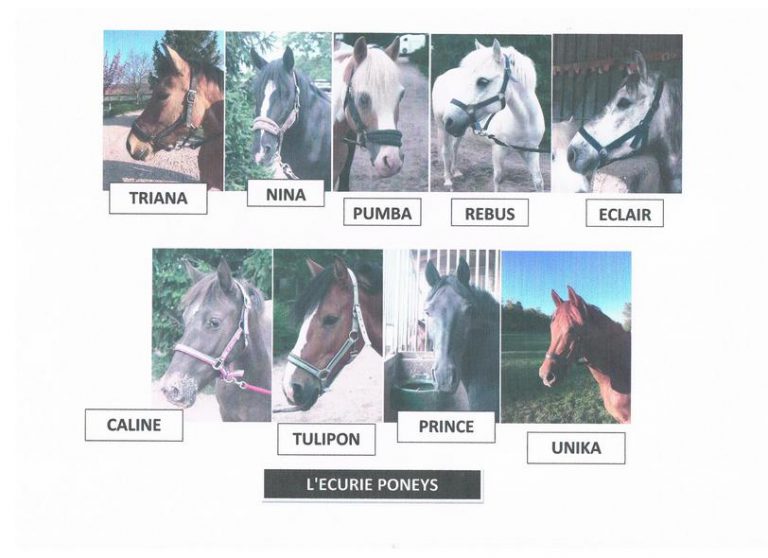 TRIANA
NINA
PUMBA
REBUS
ECLAIR
CALINE
TULIPON
PRINCE
UNIKA
L'ECURIE PONEYS